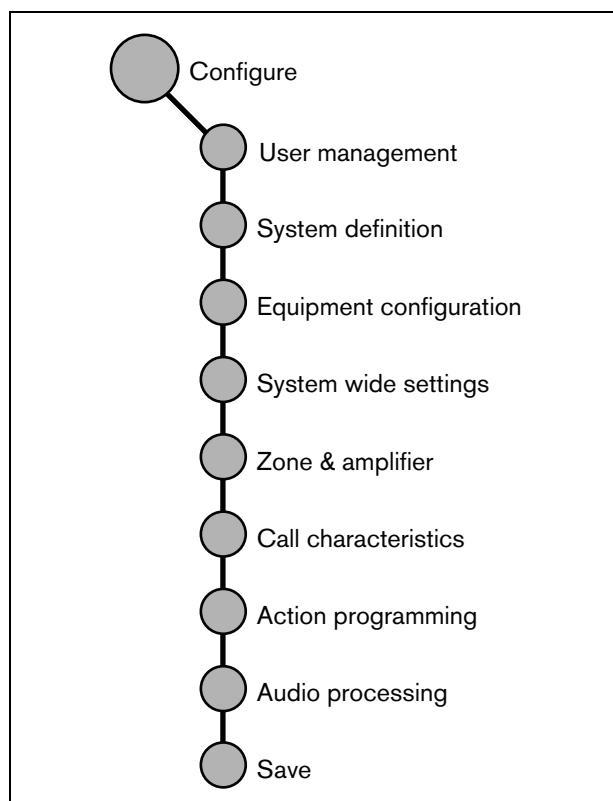 Configure
User management
System definition
Equipment configuration
System wide settings
Zone & amplifier
Call characteristics
Action programming
Audio processing
Save